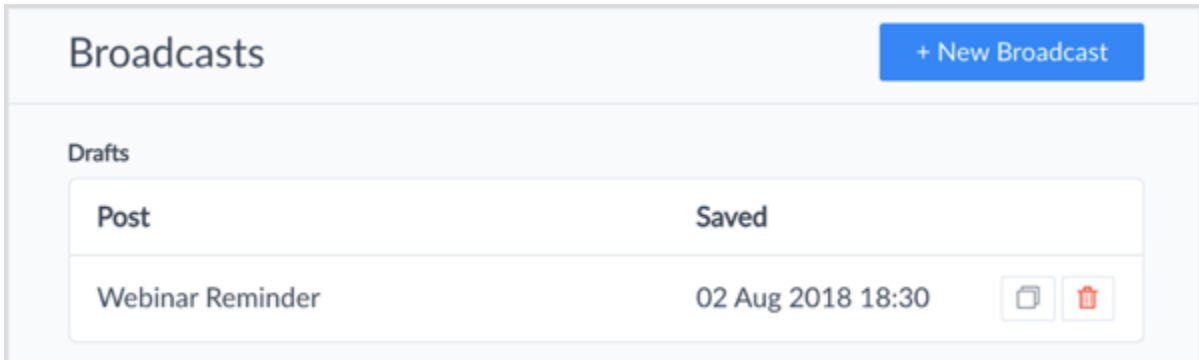 Broadcasts
+ New Broadcast
Drafts
Post Saved
Webinar Reminder 02 Aug 2018 18:30